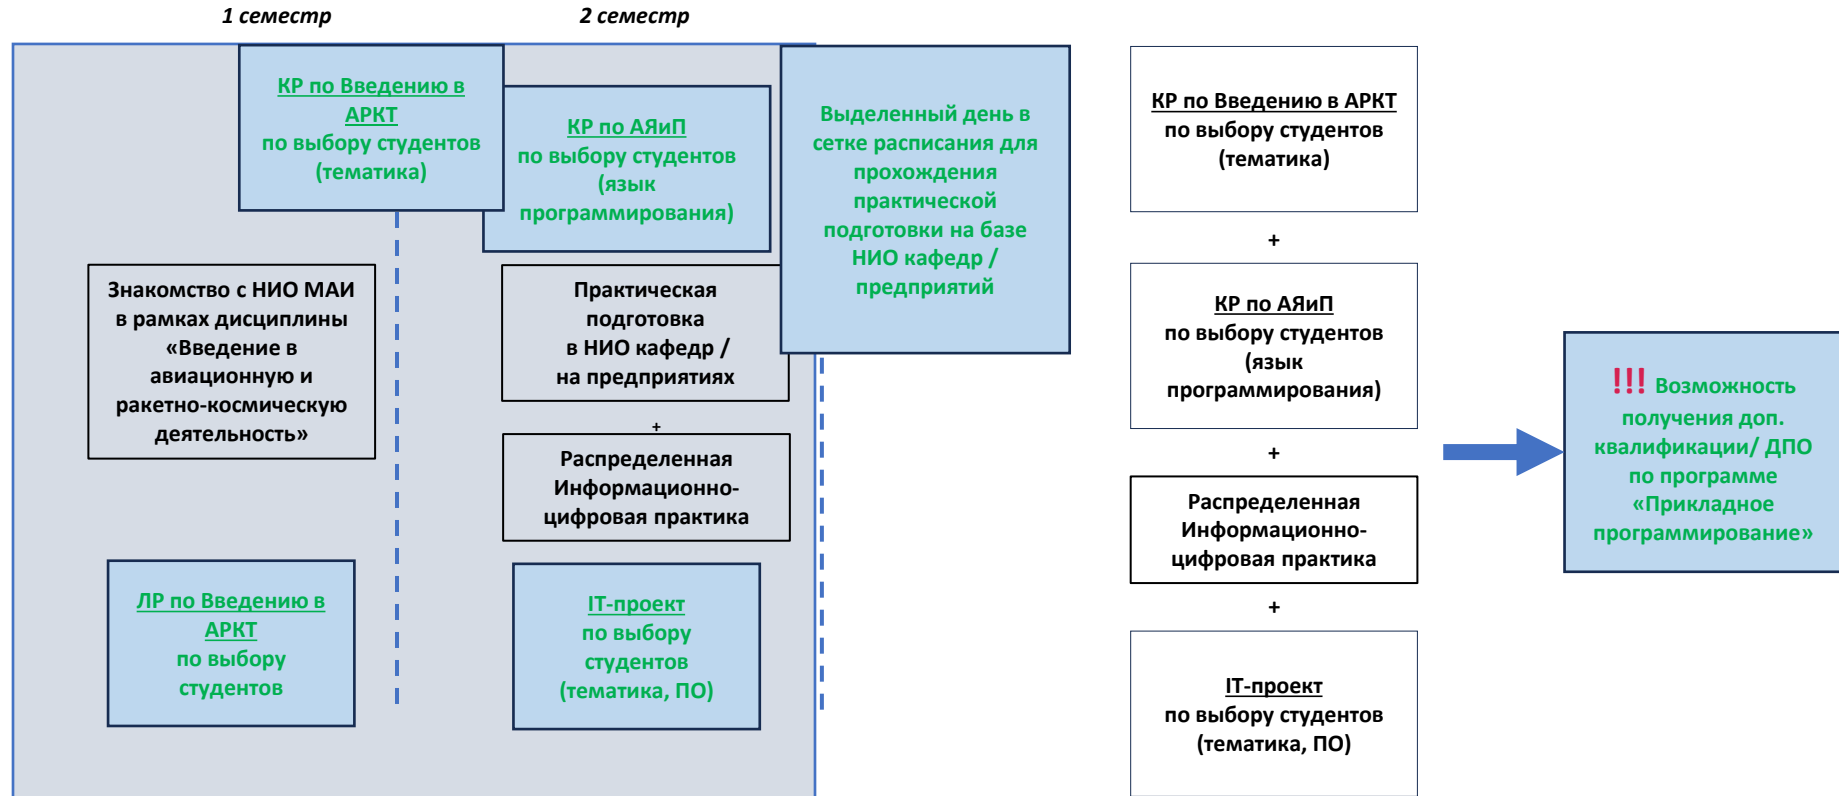 1 семестр
2 семестр
КР по Введению в
АРКТ
по выбору студентов
(тематика)
Знакомство с НИО МАИ
в рамках дисциплины
«Введение в
авиационную и
ракетно-космическую
деятельность»
ЛР по Введению в
АРКТ
по выбору
студентов
КР по АЯиП
по выбору студентов
(язык
программирования)
Практическая
подготовка
в НИО кафедр /
на предприятиях
+
Распределенная
Информационно-
цифровая практика
IT-проект
по выбору
студентов
(тематика, ПО)
Выделенный день в
сетке расписания для
прохождения
практической
подготовки на базе
НИО кафедр /
предприятий
КР по Введению в АРКТ
по выбору студентов
(тематика)
+
КР по АЯиП
по выбору студентов
(язык
программирования)
+
Распределенная
Информационно-
цифровая практика
+
IT-проект
по выбору студентов
(тематика, ПО)
!!! Возможность
получения доп.
квалификации/ ДПО
по программе
«Прикладное
программирование»